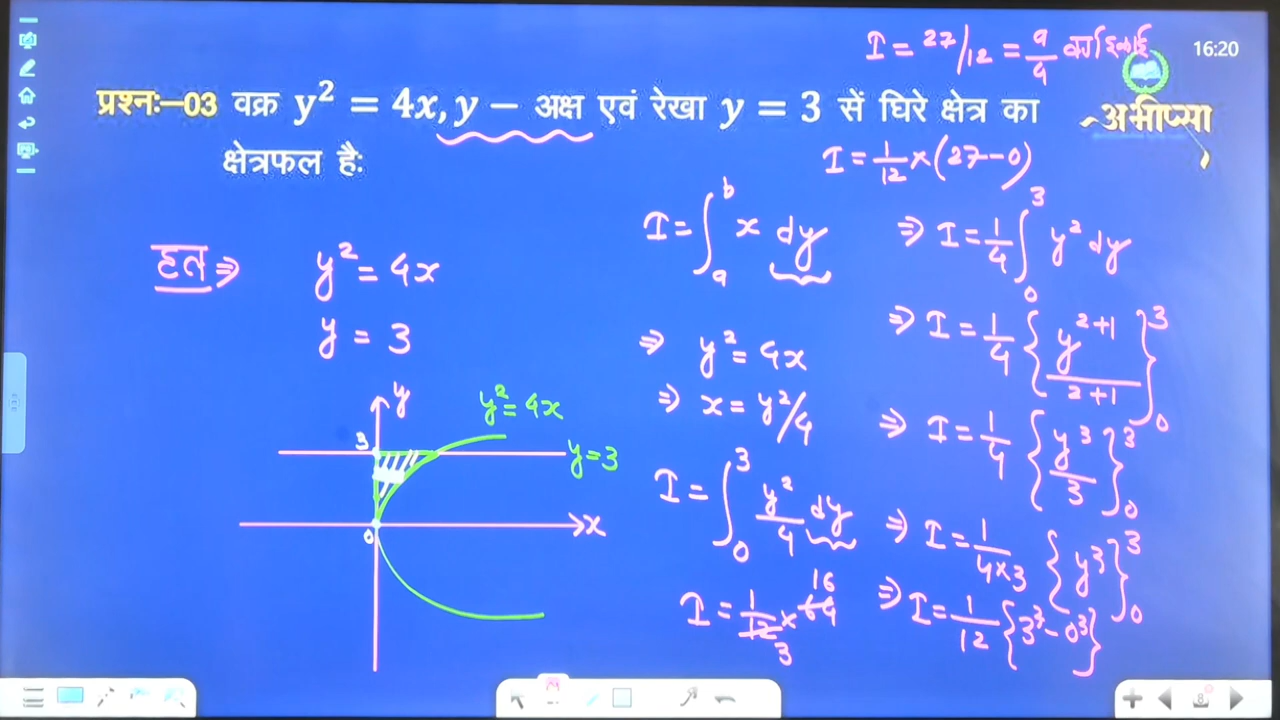 16:20
I = 27/12 = 9/4 वर्ग इकाई
प्रश्नः–03 वक्र y² = 4x, y – अक्ष एवं रेखा y = 3 सें घिरे क्षेत्र का
क्षेत्रफल हैः
अभीप्सा
I = 1/12 × (27 – 0)
हल ⇒ y² = 4x
y = 3
y
y² = 4x
3
y = 3
0
x
I = ∫ₐᵇ x dy
⇒ y² = 4x
⇒ x = y²/4
I = ∫₀³ y²/4 dy
I = 1/12 × 64 16
3
⇒ I = 1/4 ∫₀³ y² dy
⇒ I = 1/4 { y²⁺¹ / 2+1 }₀³
⇒ I = 1/4 { y³/3 }₀³
⇒ I = 1/4×3 { y³ }₀³
⇒ I = 1/12 { 3³ – 0³ }
8